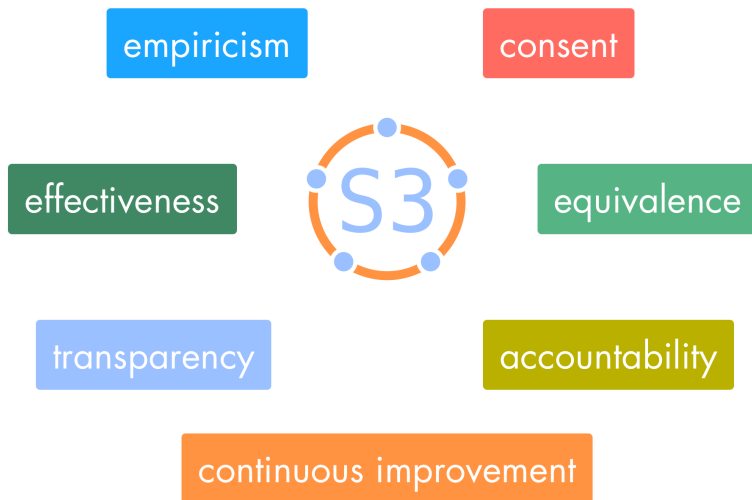 empiricism
consent
effectiveness
S3
equivalence
transparency
accountability
continuous improvement